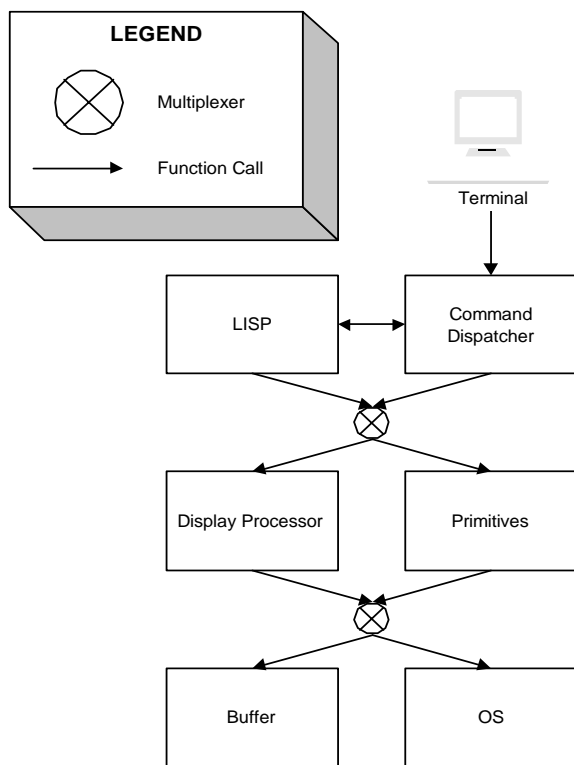 LEGEND
Multiplexer
Function Call
Terminal
LISP
Command
Dispatcher
Display Processor
Primitives
Buffer
OS